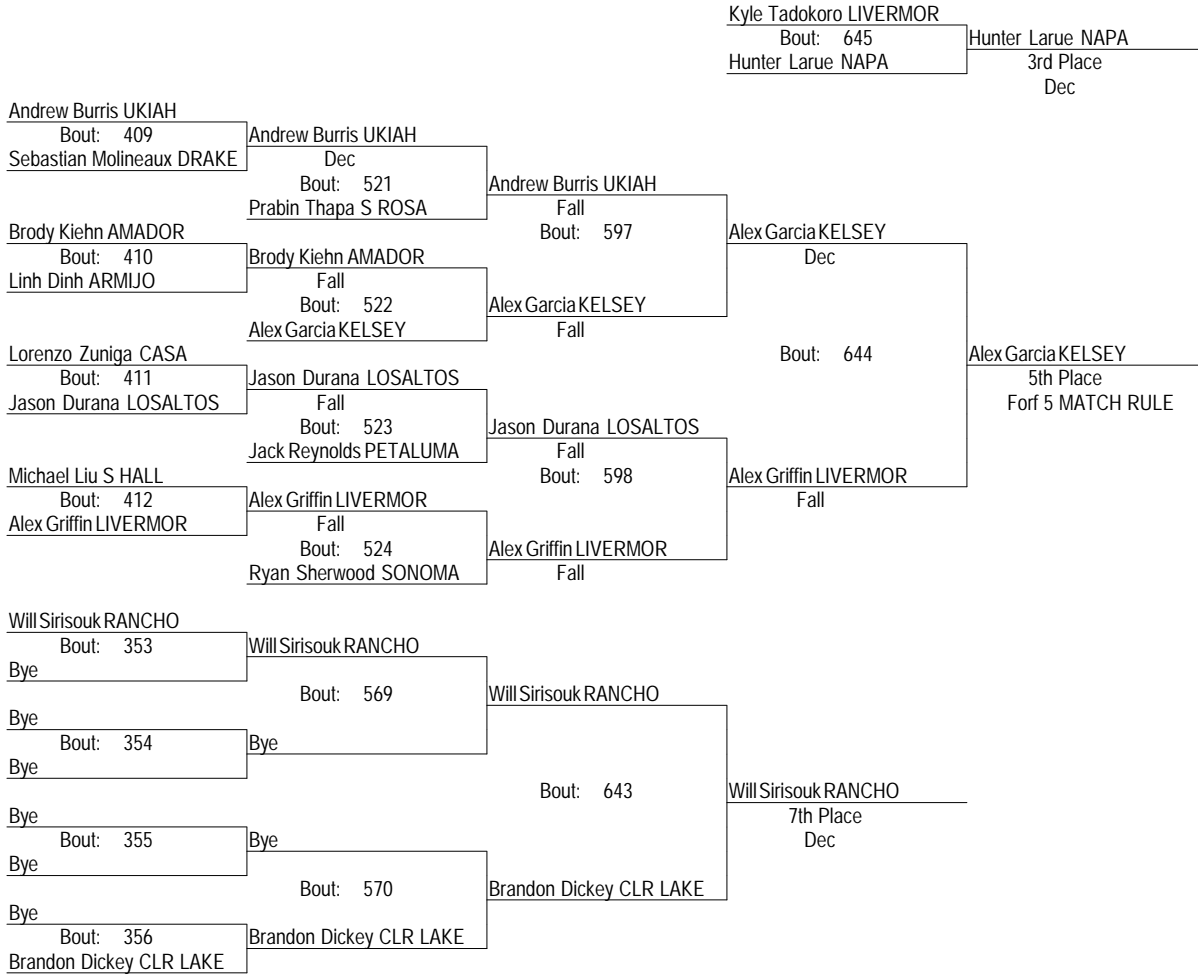 Kyle Tadokoro LIVERMOR
Bout: 645
Hunter Larue NAPA
Hunter Larue NAPA
3rd Place
Dec
Andrew Burris UKIAH
Bout: 409
Sebastian Molineaux DRAKE
Andrew Burris UKIAH
Dec
Bout: 521
Prabin Thapa S ROSA
Andrew Burris UKIAH
Fall
Bout: 597
Brody Kiehn AMADOR
Bout: 410
Linh Dinh ARMIJO
Brody Kiehn AMADOR
Fall
Bout: 522
Alex Garcia KELSEY
Alex Garcia KELSEY
Fall
Alex Garcia KELSEY
Dec
Bout: 644
Alex Garcia KELSEY
5th Place
Forf 5 MATCH RULE
Lorenzo Zuniga CASA
Bout: 411
Jason Durana LOSALTOS
Jason Durana LOSALTOS
Fall
Bout: 523
Jack Reynolds PETALUMA
Jason Durana LOSALTOS
Fall
Bout: 598
Michael Liu S HALL
Bout: 412
Alex Griffin LIVERMOR
Alex Griffin LIVERMOR
Fall
Bout: 524
Ryan Sherwood SONOMA
Alex Griffin LIVERMOR
Fall
Alex Griffin LIVERMOR
Fall
Will Sirisouk RANCHO
Bout: 353
Bye
Will Sirisouk RANCHO
Bout: 569
Bye
Bout: 354
Bye
Bye
Will Sirisouk RANCHO
Bout: 643
Will Sirisouk RANCHO
7th Place
Dec
Bye
Bout: 355
Bye
Bye
Bout: 570
Bye
Bout: 356
Brandon Dickey CLR LAKE
Brandon Dickey CLR LAKE
Brandon Dickey CLR LAKE